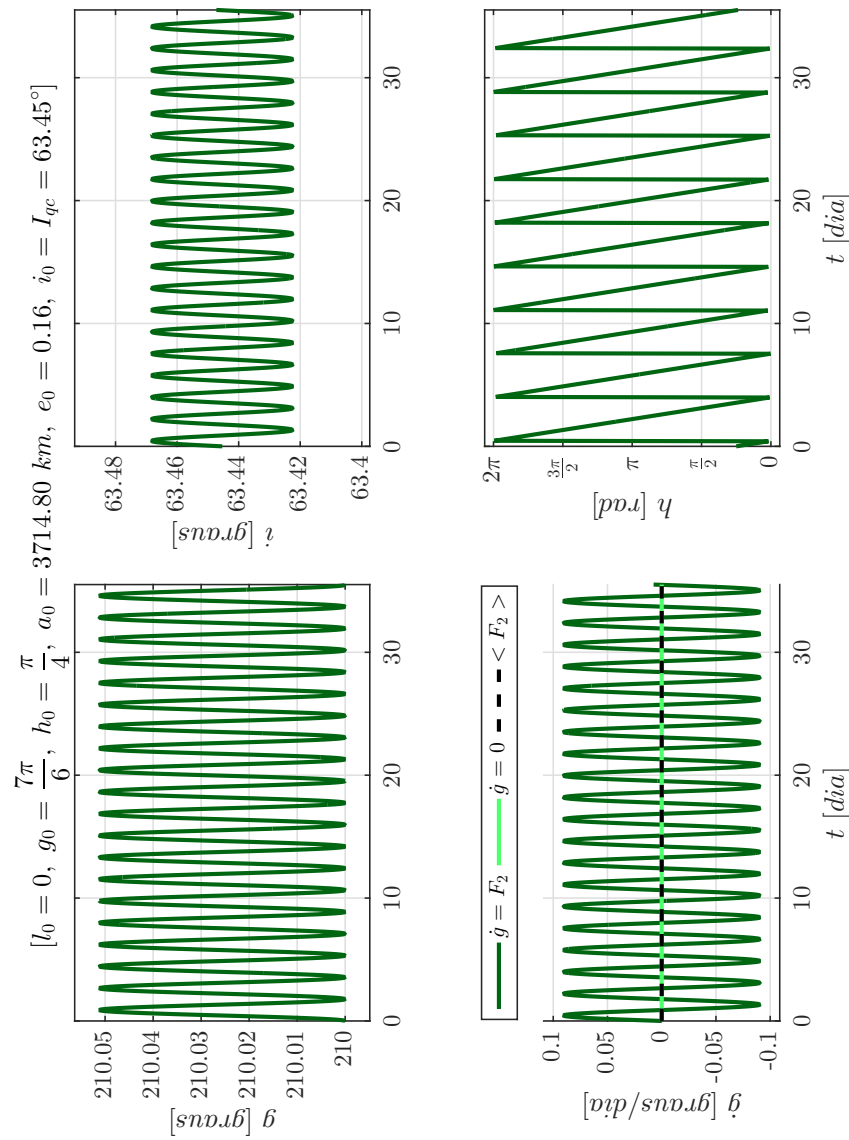 [l₀ = 0, g₀ = 7π/6, h₀ = π/4, a₀ = 3714.80 km, e₀ = 0.16, i₀ = I_qc = 63.45°]
g [graus]
210.05
210.04
210.03
210.02
210.01
210
0 10 20 30
i [graus]
63.48
63.46
63.44
63.42
63.4
0 10 20 30
ġ = F₂ ġ = 0 < F₂ >
ġ [graus/dia]
0.1
0.05
0
-0.05
-0.1
0 10 20 30
t [dia]
h [rad]
2π
3π/2
π
π/2
0
0 10 20 30
t [dia]